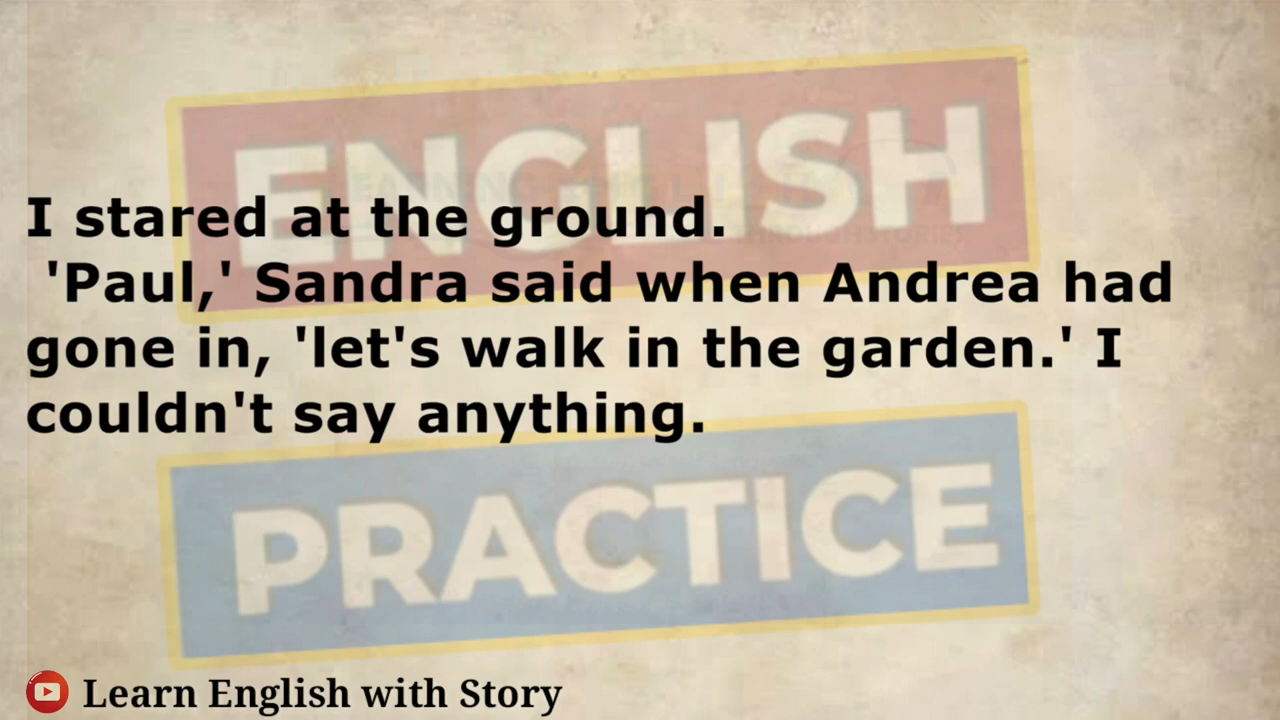 ENGLISH
I stared at the ground.
'Paul,' Sandra said when Andrea had
gone in, 'let's walk in the garden.' I
couldn't say anything.
PRACTICE
Learn English with Story